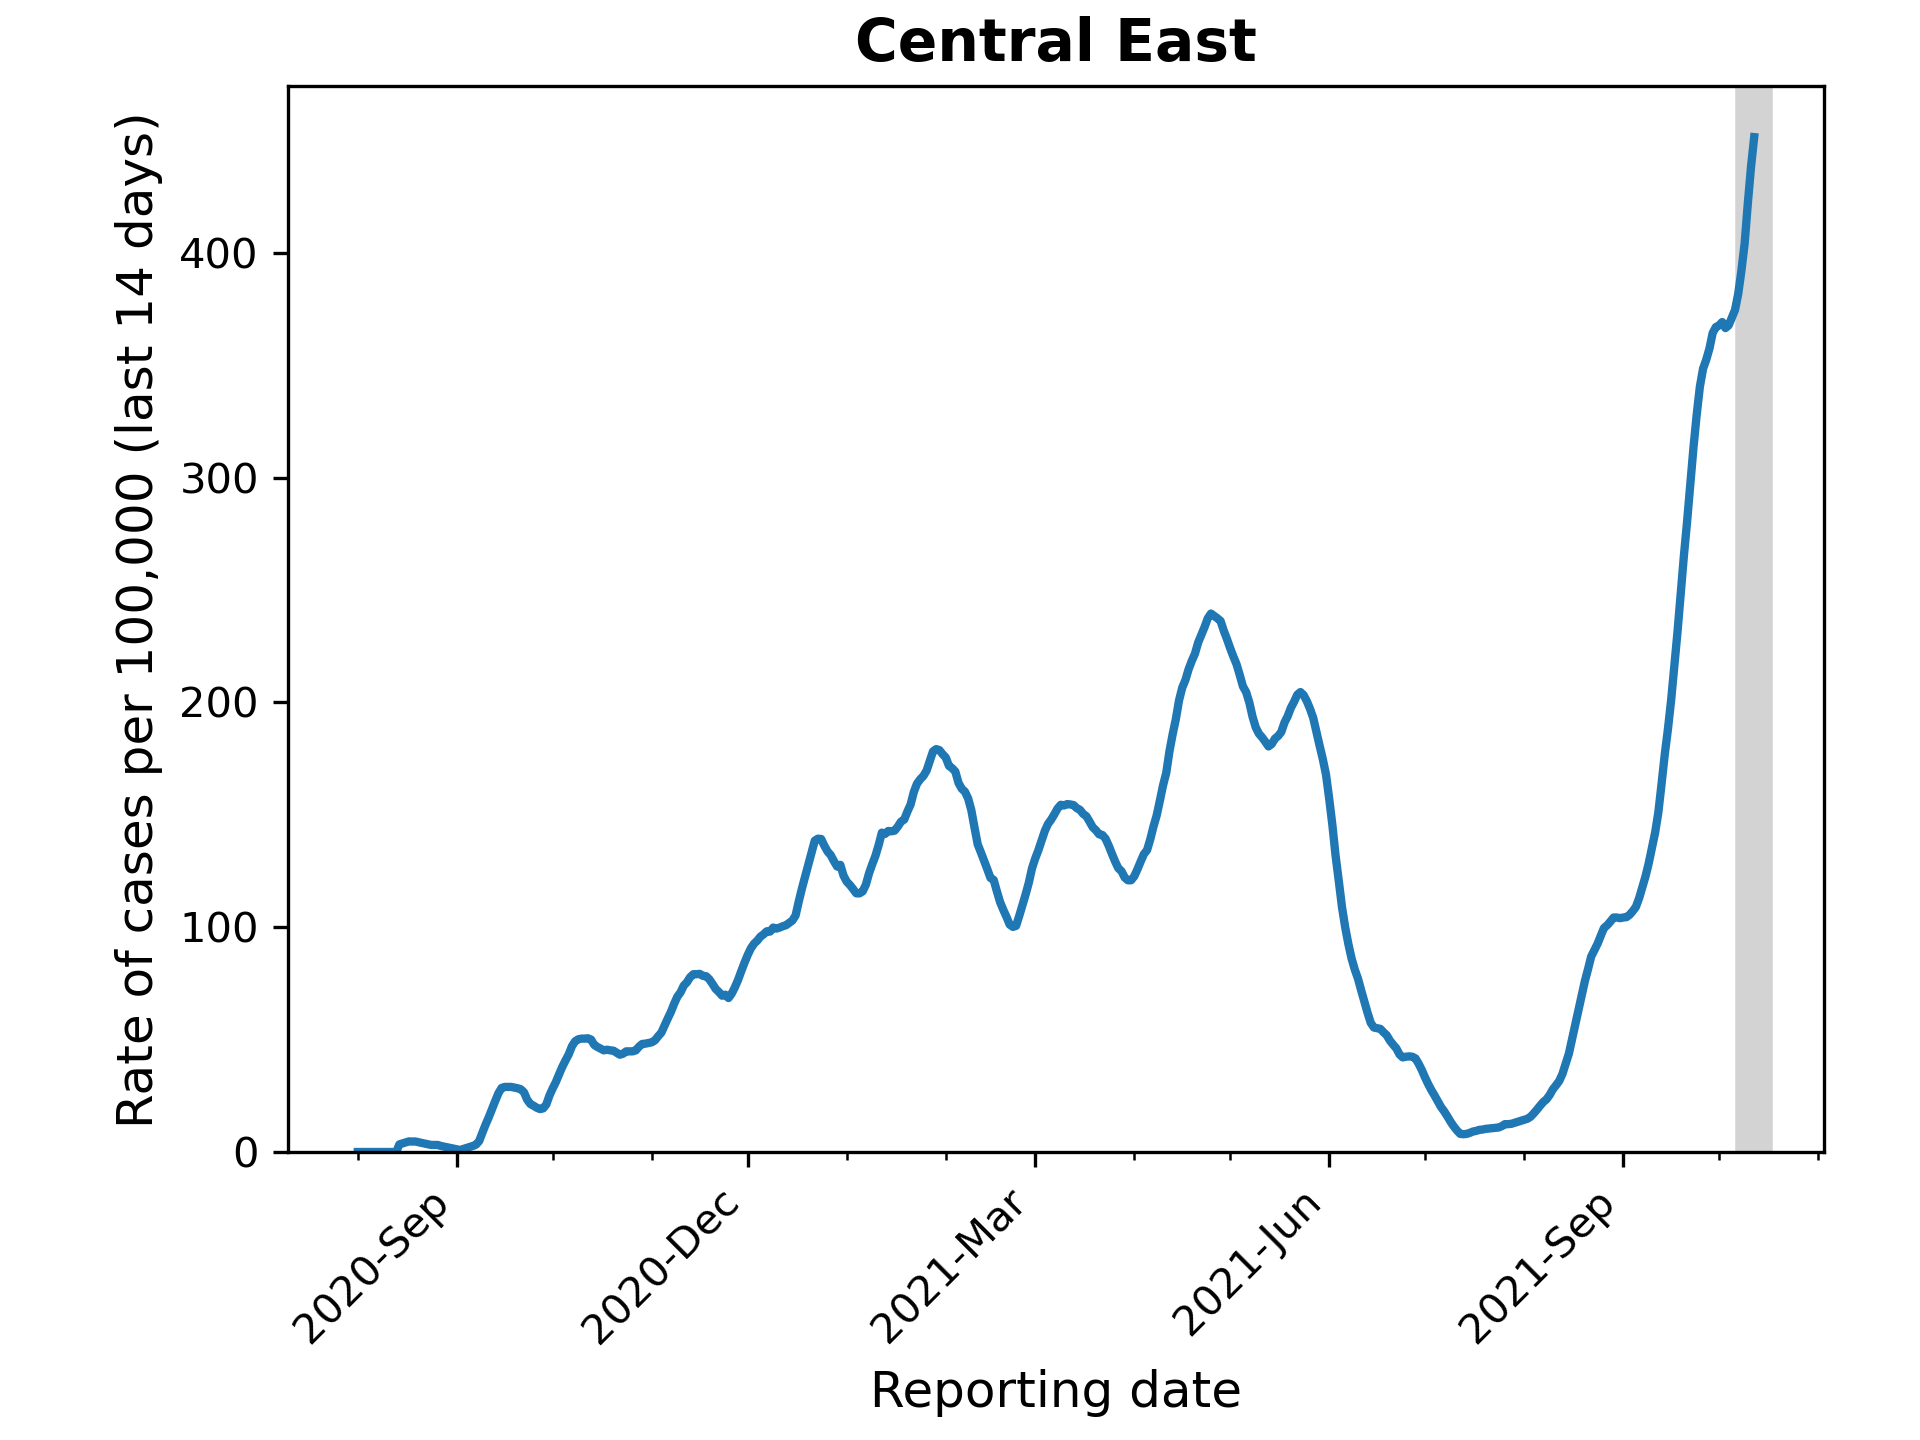 Central East
Rate of cases per 100,000 (last 14 days)
400
300
200
100
0
2020-Sep
2020-Dec
2021-Mar
2021-Jun
2021-Sep
Reporting date